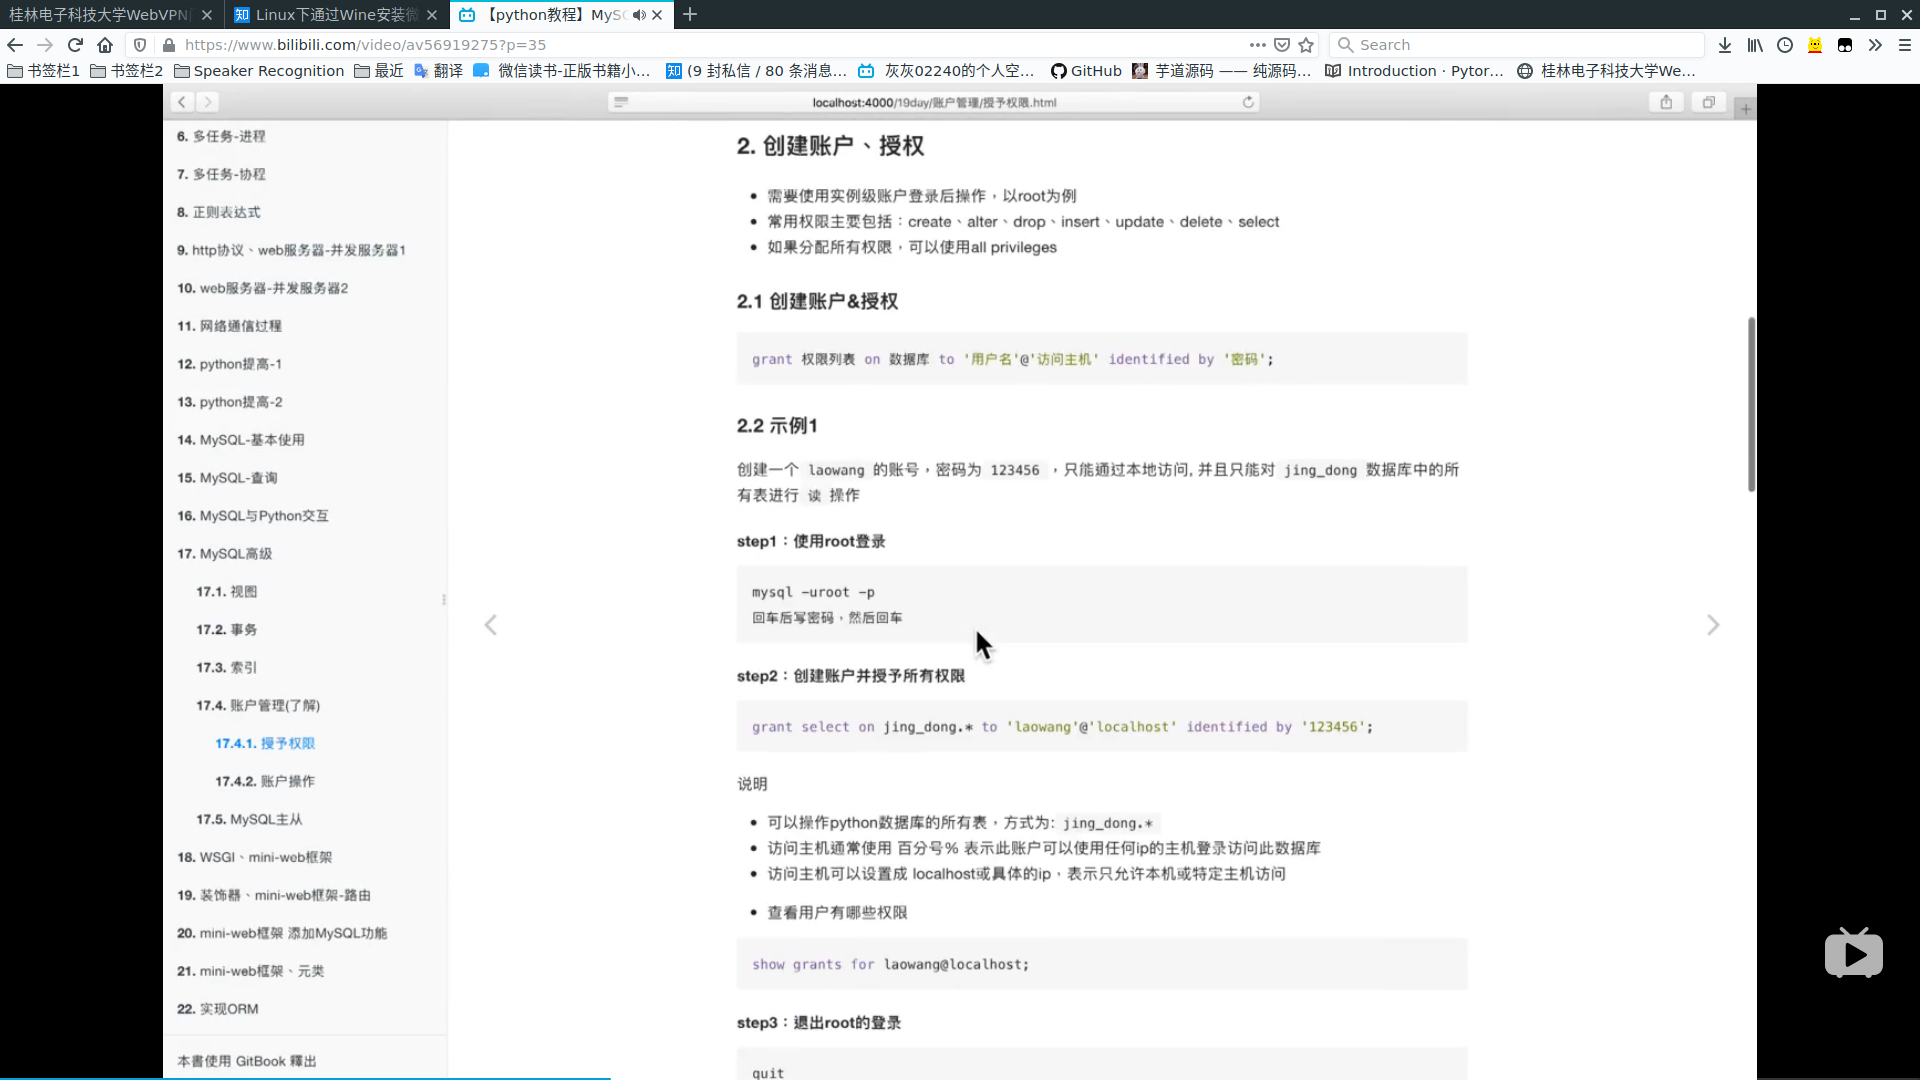 桂林电子科技大学WebVPN
Linux下通过Wine安装微
【python教程】MySQ
https://www.bilibili.com/video/av56919275?p=35
Search
书签栏1
书签栏2
Speaker Recognition
最近
翻译
微信读书-正版书籍小...
(9 封私信 / 80 条消息...
灰灰02240的个人空...
GitHub
芋道源码 —— 纯源码...
Introduction · Pytor...
桂林电子科技大学We...
localhost:4000/19day/账户管理/授予权限.html
6. 多任务-进程
7. 多任务-协程
8. 正则表达式
9. http协议、web服务器-并发服务器1
10. web服务器-并发服务器2
11. 网络通信过程
12. python提高-1
13. python提高-2
14. MySQL-基本使用
15. MySQL-查询
16. MySQL与Python交互
17. MySQL高级
17.1. 视图
17.2. 事务
17.3. 索引
17.4. 账户管理(了解)
17.4.1. 授予权限
17.4.2. 账户操作
17.5. MySQL主从
18. WSGI、mini-web框架
19. 装饰器、mini-web框架-路由
20. mini-web框架 添加MySQL功能
21. mini-web框架、元类
22. 实现ORM
本書使用 GitBook 釋出
2. 创建账户、授权
• 需要使用实例级账户登录后操作，以root为例
• 常用权限主要包括：create、alter、drop、insert、update、delete、select
• 如果分配所有权限，可以使用all privileges
2.1 创建账户&授权
grant 权限列表 on 数据库 to '用户名'@'访问主机' identified by '密码';
2.2 示例1
创建一个 laowang 的账号，密码为 123456 ，只能通过本地访问, 并且只能对 jing_dong 数据库中的所
有表进行 读 操作
step1：使用root登录
mysql -uroot -p
回车后写密码，然后回车
step2：创建账户并授予所有权限
grant select on jing_dong.* to 'laowang'@'localhost' identified by '123456';
说明
• 可以操作python数据库的所有表，方式为: jing_dong.*
• 访问主机通常使用 百分号% 表示此账户可以使用任何ip的主机登录访问此数据库
• 访问主机可以设置成 localhost或具体的ip，表示只允许本机或特定主机访问
• 查看用户有哪些权限
show grants for laowang@localhost;
step3：退出root的登录
quit